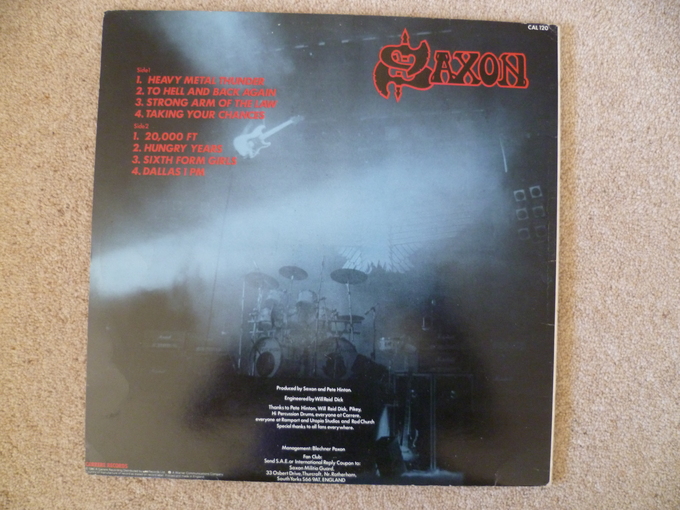 CAL 120
SAXON
Side 1
1. HEAVY METAL THUNDER
2. TO HELL AND BACK AGAIN
3. STRONG ARM OF THE LAW
4. TAKING YOUR CHANCES
Side 2
1. 20,000 FT
2. HUNGRY YEARS
3. SIXTH FORM GIRLS
4. DALLAS 1 PM
Produced by Saxon and Pete Hinton.
Engineered by Will Reid Dick
Thanks to Pete Hinton, Will Reid Dick, Pikey,
Hi Percussion Drums, everyone at Carrere,
everyone at Ramport and Utopia Studios and Rod Church
Special thanks to all fans everywhere.
Management: Blechner Paxon
Fan Club:
Send S.A.E. or International Reply Coupon to:
Saxon Militia Guard,
33 Osbert Drive, Thurcroft, Nr. Rotherham,
South Yorks S66 9AT, ENGLAND